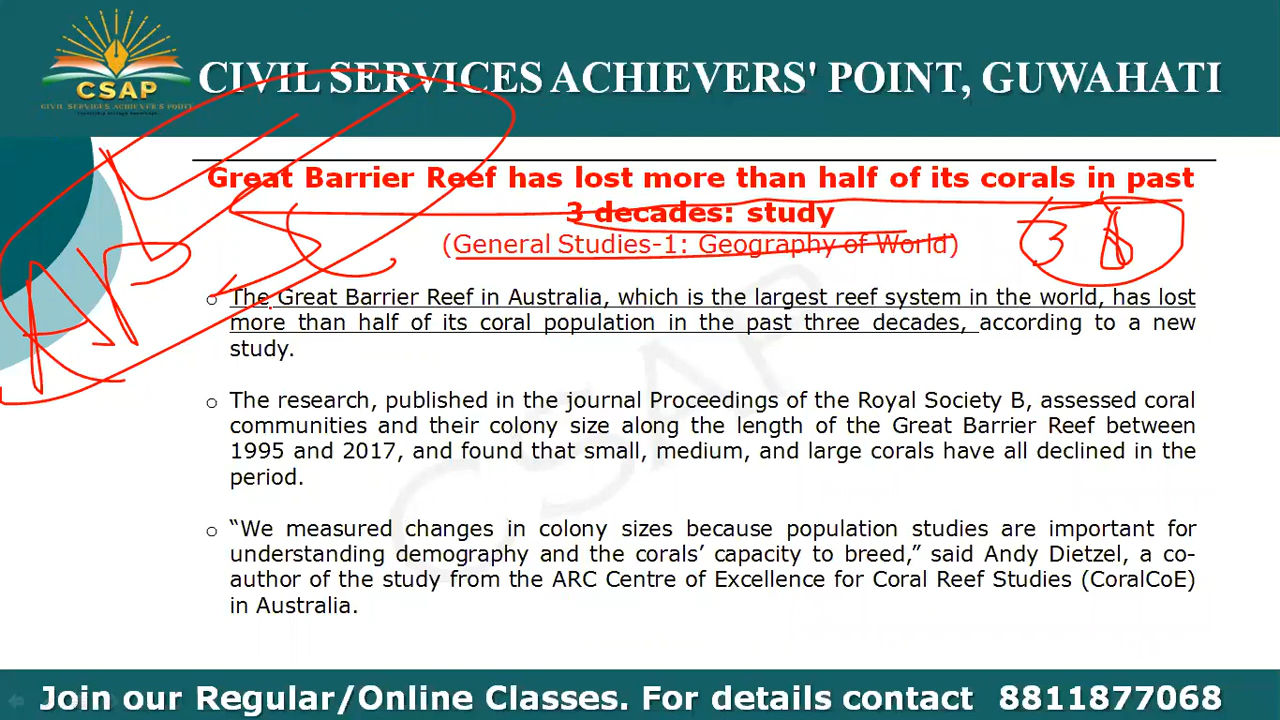 CSAP
CIVIL SERVICES ACHIEVER'S POINT
CIVIL SERVICES ACHIEVERS' POINT, GUWAHATI
Great Barrier Reef has lost more than half of its corals in past
3 decades: study
(General Studies-1: Geography of World)
38
o The Great Barrier Reef in Australia, which is the largest reef system in the world, has lost
more than half of its coral population in the past three decades, according to a new
study.
o The research, published in the journal Proceedings of the Royal Society B, assessed coral
communities and their colony size along the length of the Great Barrier Reef between
1995 and 2017, and found that small, medium, and large corals have all declined in the
period.
o “We measured changes in colony sizes because population studies are important for
understanding demography and the corals’ capacity to breed,” said Andy Dietzel, a co-
author of the study from the ARC Centre of Excellence for Coral Reef Studies (CoralCoE)
in Australia.
CSAP
Join our Regular/Online Classes. For details contact 8811877068